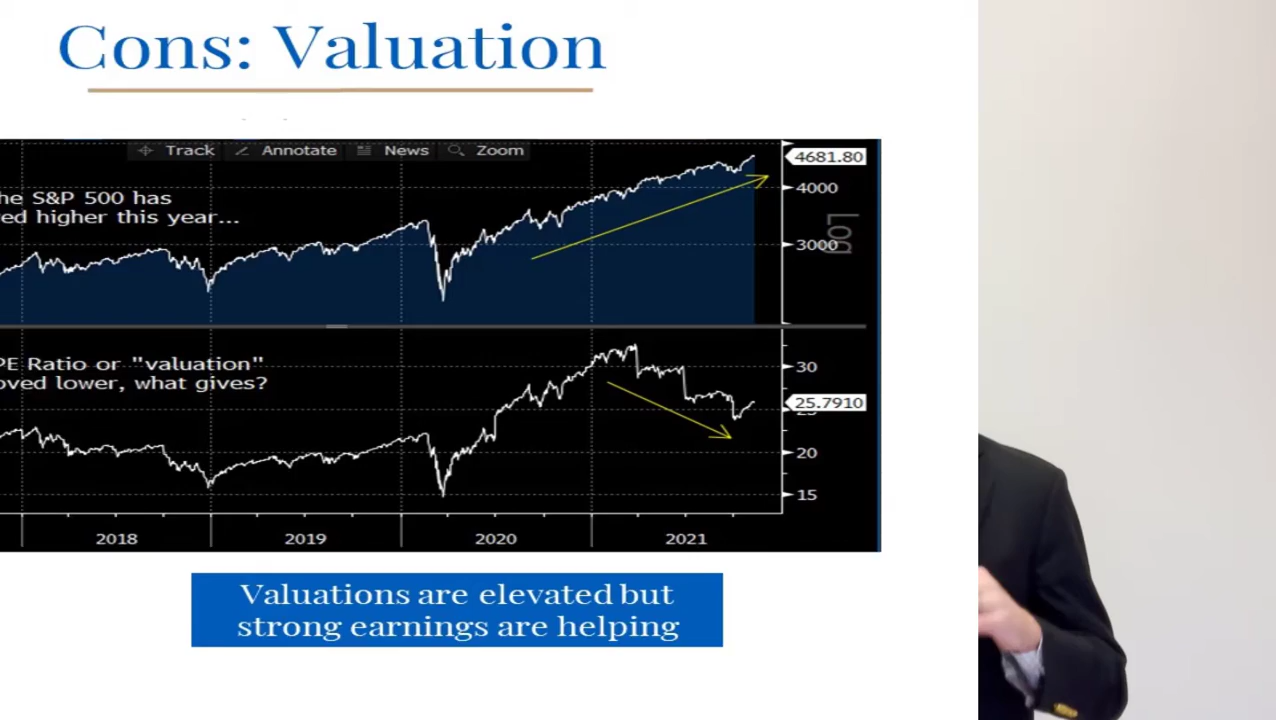 Cons: Valuation
Track Annotate News Zoom
he S&P 500 has
ed higher this year...
4681.80
4000
3000
Log
PE Ratio or "valuation"
oved lower, what gives?
30
25.7910
25
20
15
2018 2019 2020 2021
Valuations are elevated but
strong earnings are helping